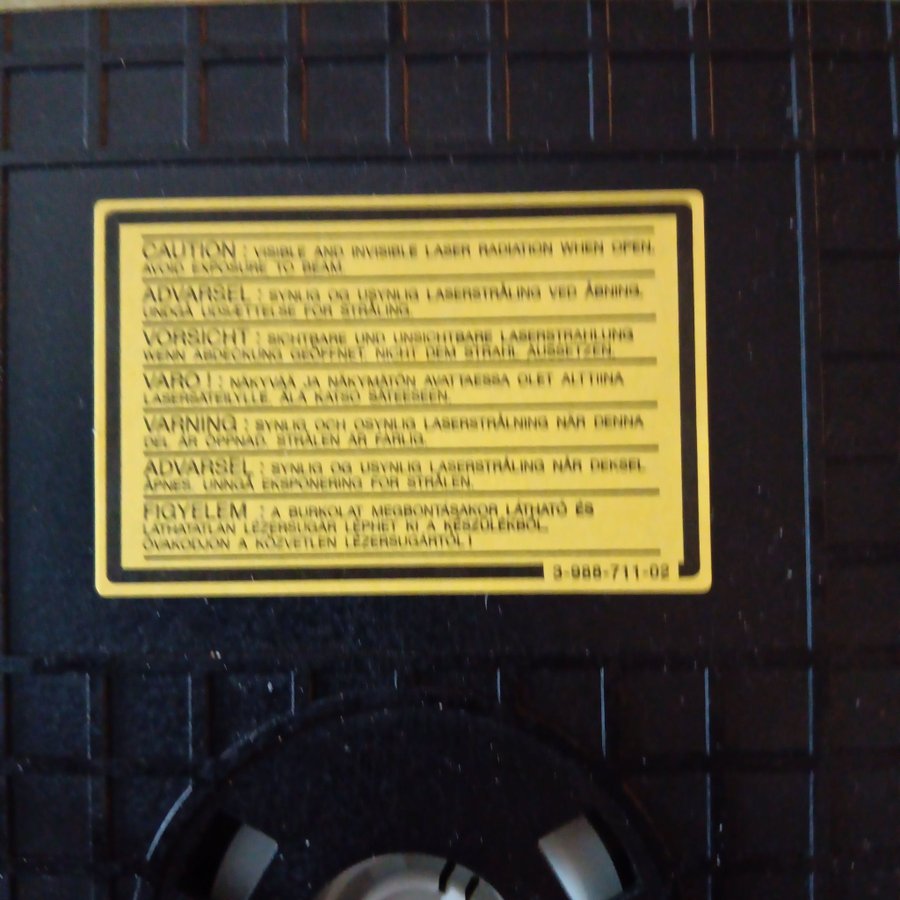 CAUTION : VISIBLE AND INVISIBLE LASER RADIATION WHEN OPEN.
AVOID EXPOSURE TO BEAM.
ADVARSEL : SYNLIG OG USYNLIG LASERSTRÅLING VED ÅBNING.
UNDGÅ UDSÆTTELSE FOR STRÅLING.
VORSICHT : SICHTBARE UND UNSICHTBARE LASERSTRAHLUNG
WENN ABDECKUNG GEÖFFNET. NICHT DEM STRAHL AUSSETZEN.
VARO ! : NÄKYVÄÄ JA NÄKYMÄTÖN AVATTAESSA OLET ALTTIINA
LASERSÄTEILYLLE. ÄLÄ KATSO SÄTEESEEN.
VARNING : SYNLIG OCH OSYNLIG LASERSTRÅLNING NÄR DENNA
DEL ÄR ÖPPNAD. STRÅLEN ÄR FARLIG.
ADVARSEL : SYNLIG OG USYNLIG LASERSTRÅLING NÅR DEKSEL
ÅPNES. UNNGÅ EKSPONERING FOR STRÅLEN.
FIGYELEM : A BURKOLAT MEGBONTÁSAKOR LÁTHATÓ ÉS
LÁTHATATLAN LÉZERSUGÁR LÉPHET KI A KÉSZÜLÉKBŐL.
ÓVAKODJON A KÖZVETLEN LÉZERSUGÁRTÓL !
3-988-711-02